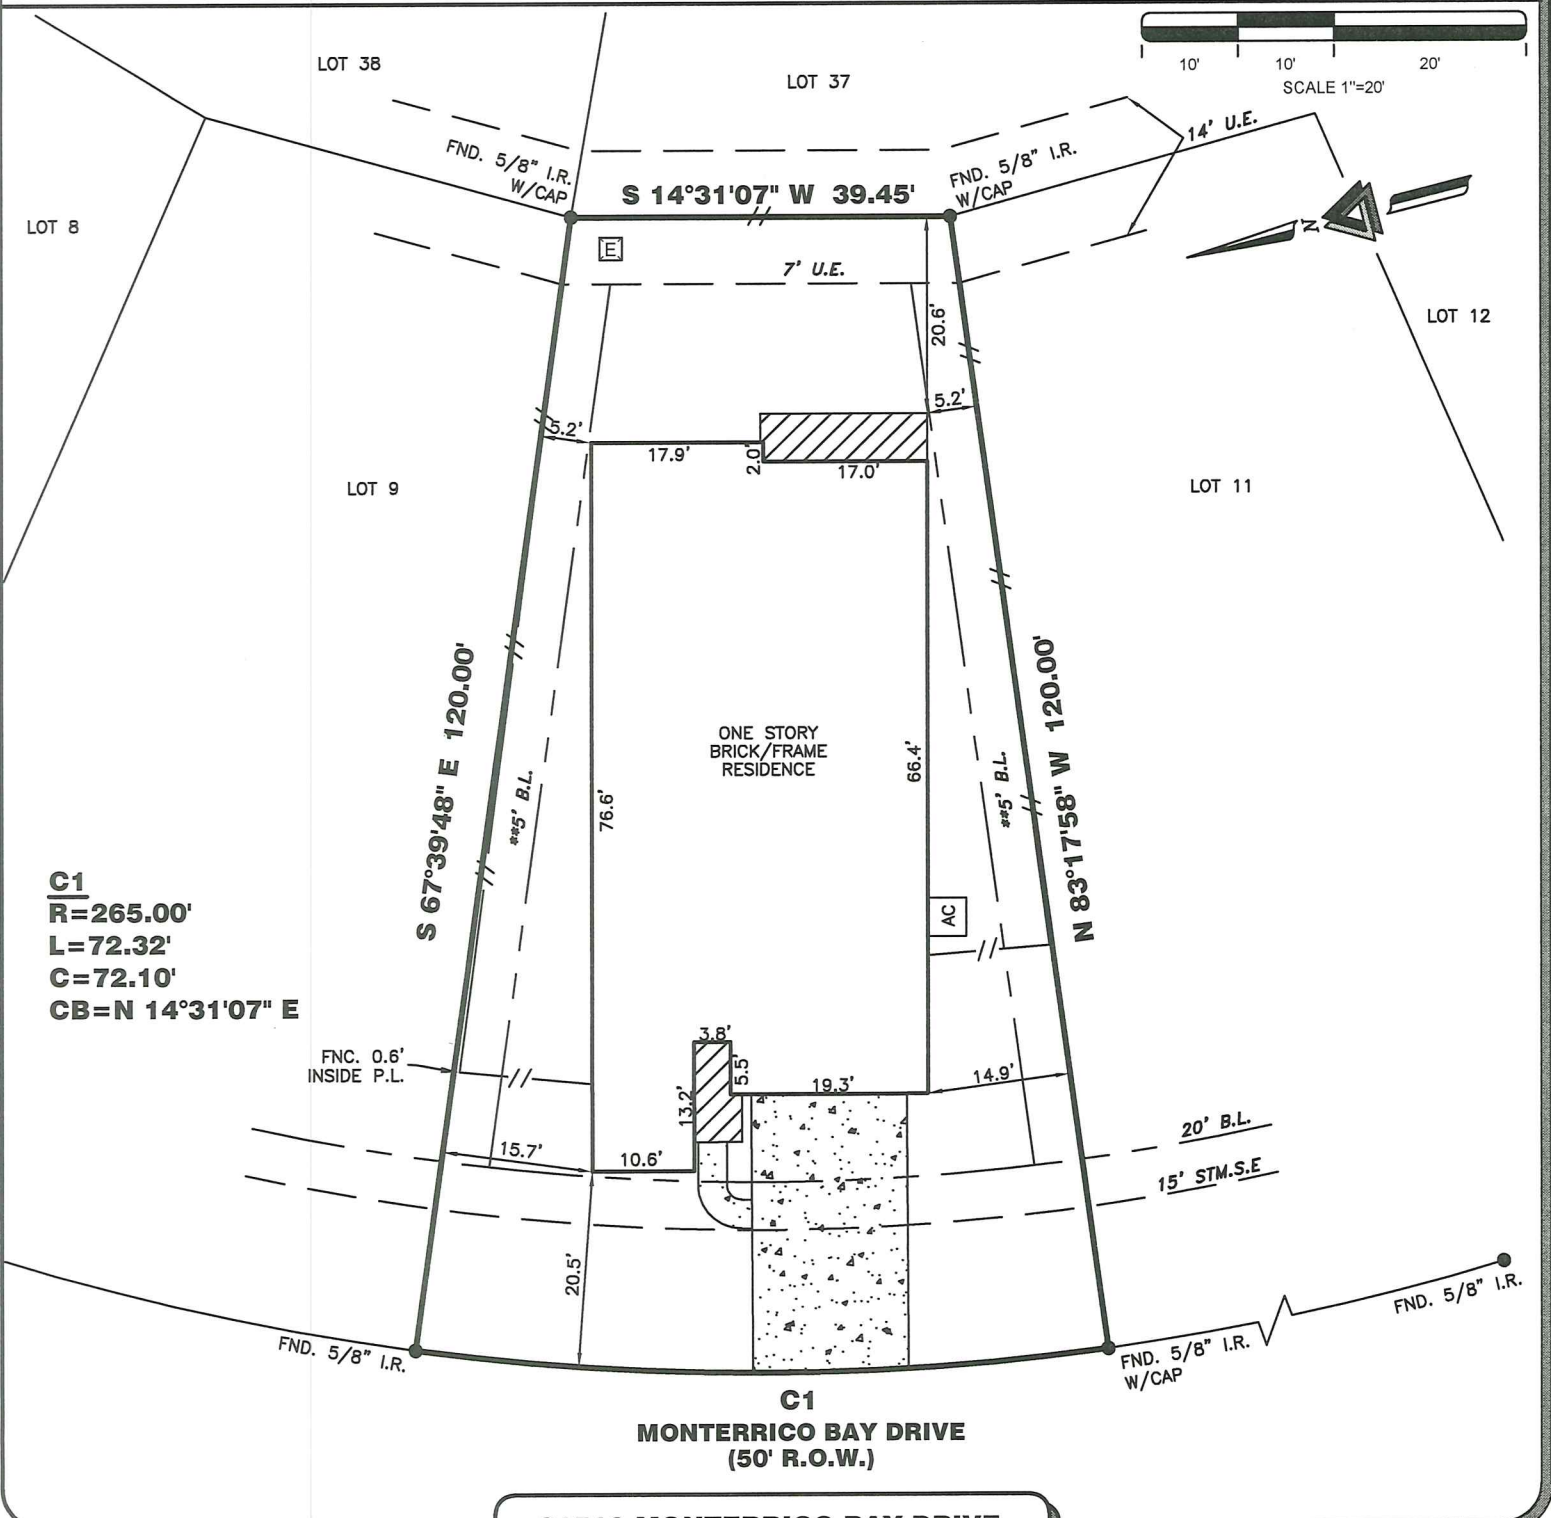 10'
10'
20'
SCALE 1"=20'
LOT 38
LOT 37
14' U.E.
FND. 5/8" I.R.
W/CAP
S 14°31'07" W 39.45'
FND. 5/8" I.R.
W/CAP
N
LOT 8
E
7' U.E.
20.6'
LOT 12
5.2'
5.2'
17.9'
2.0'
17.0'
LOT 9
LOT 11
S 67°39'48" E 120.00'
**5' B.L.
76.6'
ONE STORY
BRICK/FRAME
RESIDENCE
66.4'
**5' B.L.
N 83°17'58" W 120.00'
C1
R=265.00'
L=72.32'
C=72.10'
CB=N 14°31'07" E
AC
FNC. 0.6'
INSIDE P.L.
3.8'
5.5'
13.2'
19.3'
14.9'
15.7'
10.6'
20' B.L.
15' STM.S.E
20.5'
FND. 5/8" I.R.
FND. 5/8" I.R.
W/CAP
FND. 5/8" I.R.
C1
MONTERRICO BAY DRIVE
(50' R.O.W.)
MONTERRICO BAY DRIVE